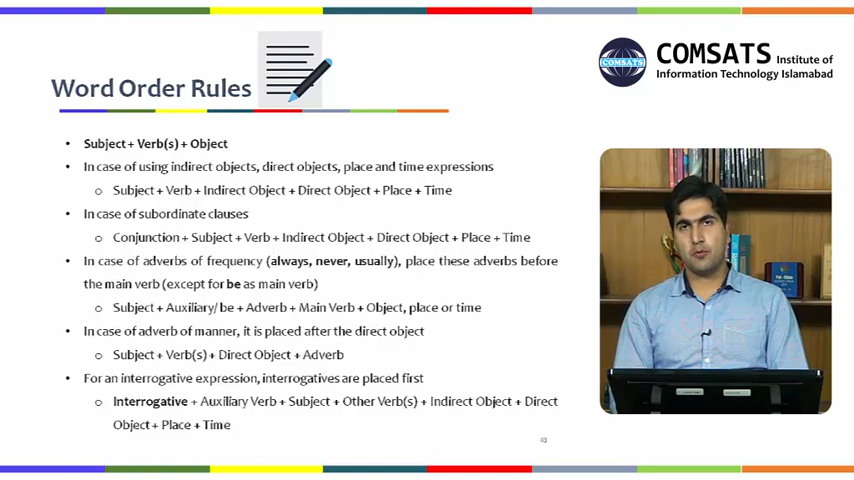 COMSATS Institute of
Information Technology Islamabad
COMSATS
Word Order Rules
• Subject + Verb(s) + Object
• In case of using indirect objects, direct objects, place and time expressions
o Subject + Verb + Indirect Object + Direct Object + Place + Time
• In case of subordinate clauses
o Conjunction + Subject + Verb + Indirect Object + Direct Object + Place + Time
• In case of adverbs of frequency (always, never, usually), place these adverbs before
the main verb (except for be as main verb)
o Subject + Auxiliary/ be + Adverb + Main Verb + Object, place or time
• In case of adverb of manner, it is placed after the direct object
o Subject + Verb(s) + Direct Object + Adverb
• For an interrogative expression, interrogatives are placed first
o Interrogative + Auxiliary Verb + Subject + Other Verb(s) + Indirect Object + Direct
Object + Place + Time
43